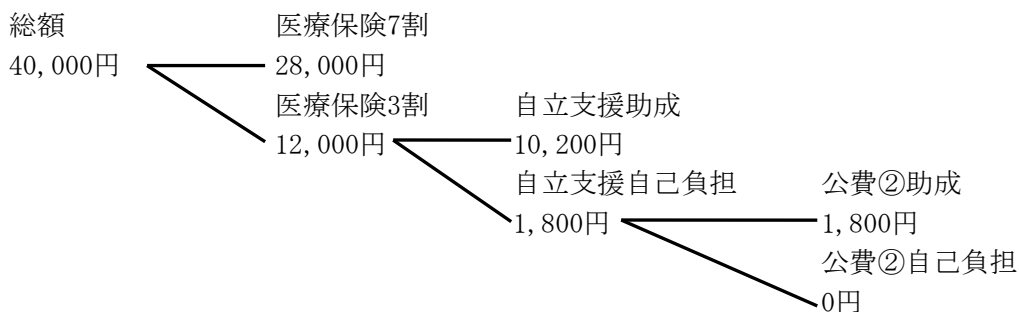 総額　医療保険7割
40,000円　28,000円
医療保険3割　自立支援助成
12,000円　10,200円
自立支援自己負担　公費②助成
1,800円　1,800円
公費②自己負担
0円